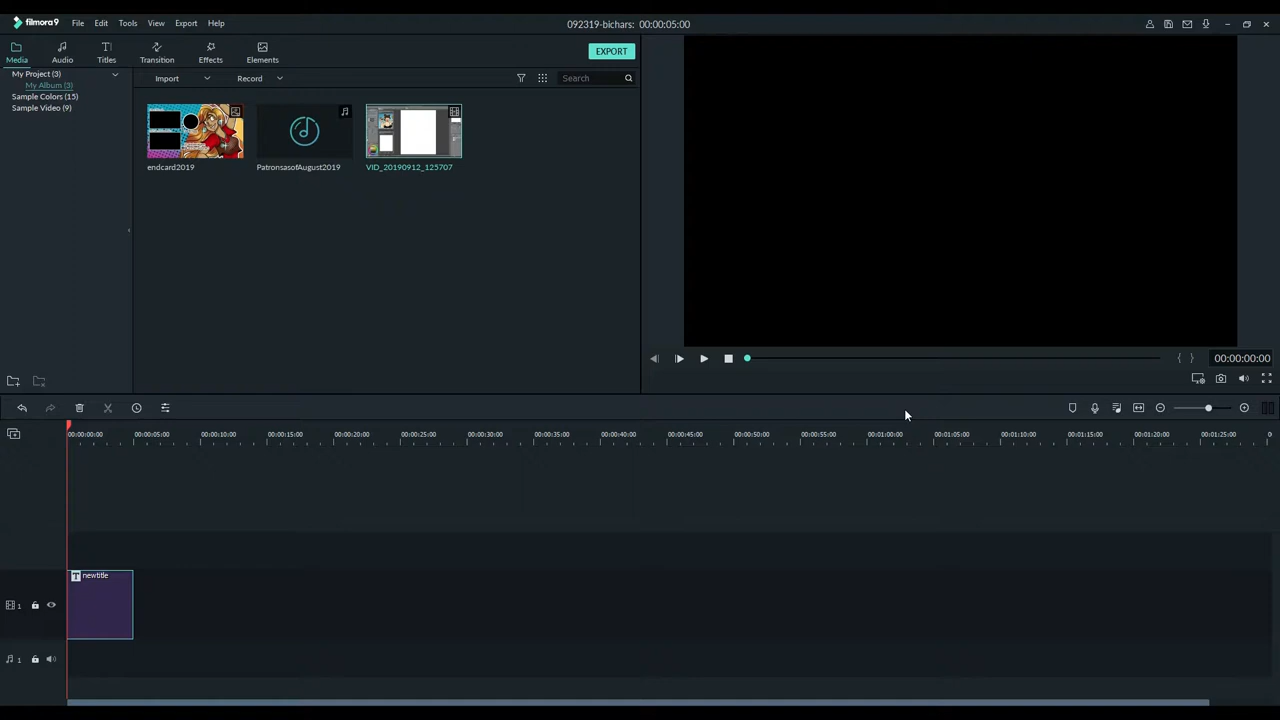 filmora9 File Edit Tools View Export Help 092319-bichars: 00:00:05:00
Media Audio Titles Transition Effects Elements EXPORT
My Project (3)
My Album (3)
Sample Colors (15)
Sample Video (9)
Import Record Search
endcard2019 PatronsasofAugust2019 VID_20190912_125707
00:00:00:00
00:00:00:00 00:00:05:00 00:00:10:00 00:00:15:00 00:00:20:00 00:00:25:00 00:00:30:00 00:00:35:00 00:00:40:00 00:00:45:00 00:00:50:00 00:00:55:00 00:01:00:00 00:01:05:00 00:01:10:00 00:01:15:00 00:01:20:00 00:01:25:00 0
T newtitle
1
1